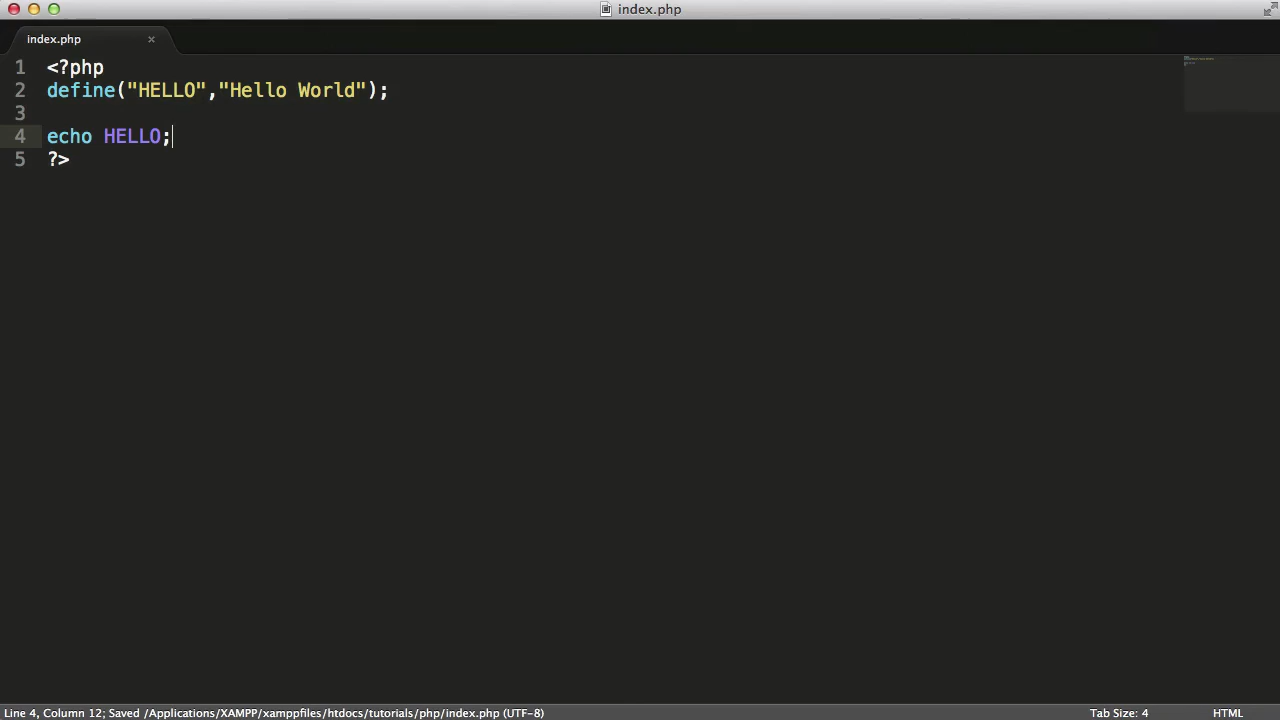 index.php
index.php ×
1 <?php
2 define("HELLO","Hello World");
3
4 echo HELLO;
5 ?>
Line 4, Column 12; Saved /Applications/XAMPP/xamppfiles/htdocs/tutorials/php/index.php (UTF-8) Tab Size: 4 HTML